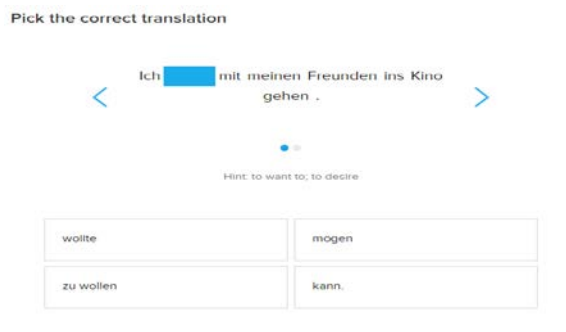 Pick the correct translation
Ich mit meinen Freunden ins Kino
gehen .
Hint: to want to; to desire
wollte
mogen
zu wollen
kann.